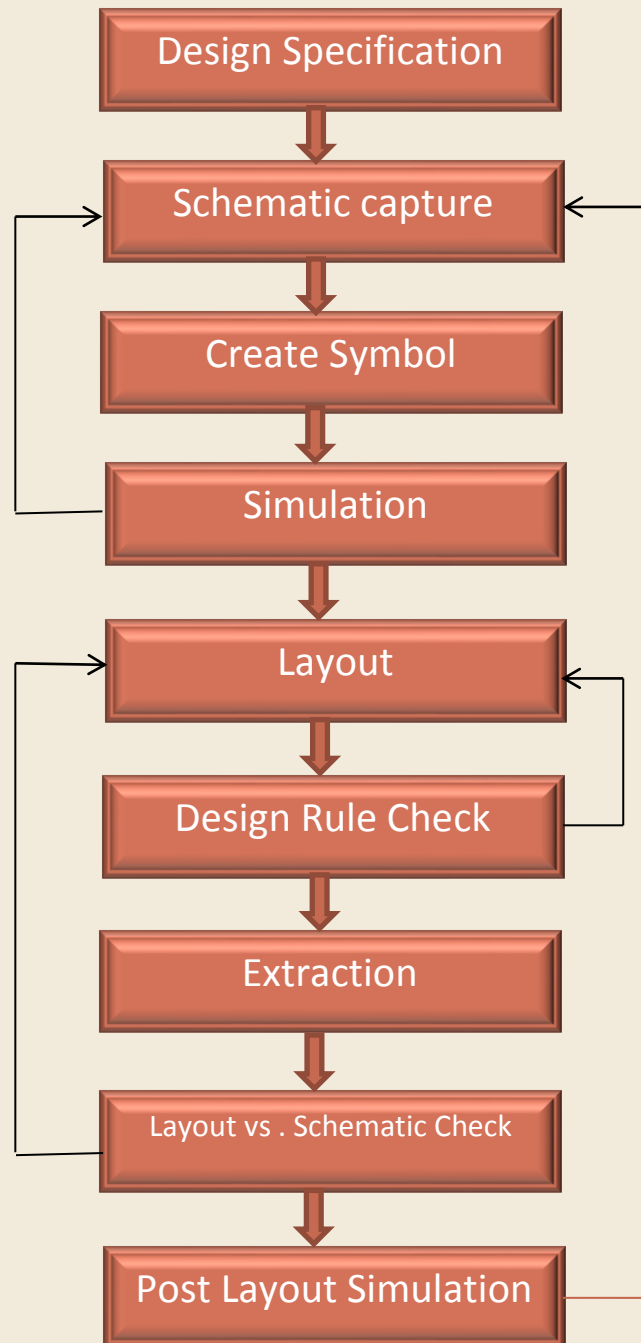 Design Specification
Schematic capture
Create Symbol
Simulation
Layout
Design Rule Check
Extraction
Layout vs . Schematic Check
Post Layout Simulation